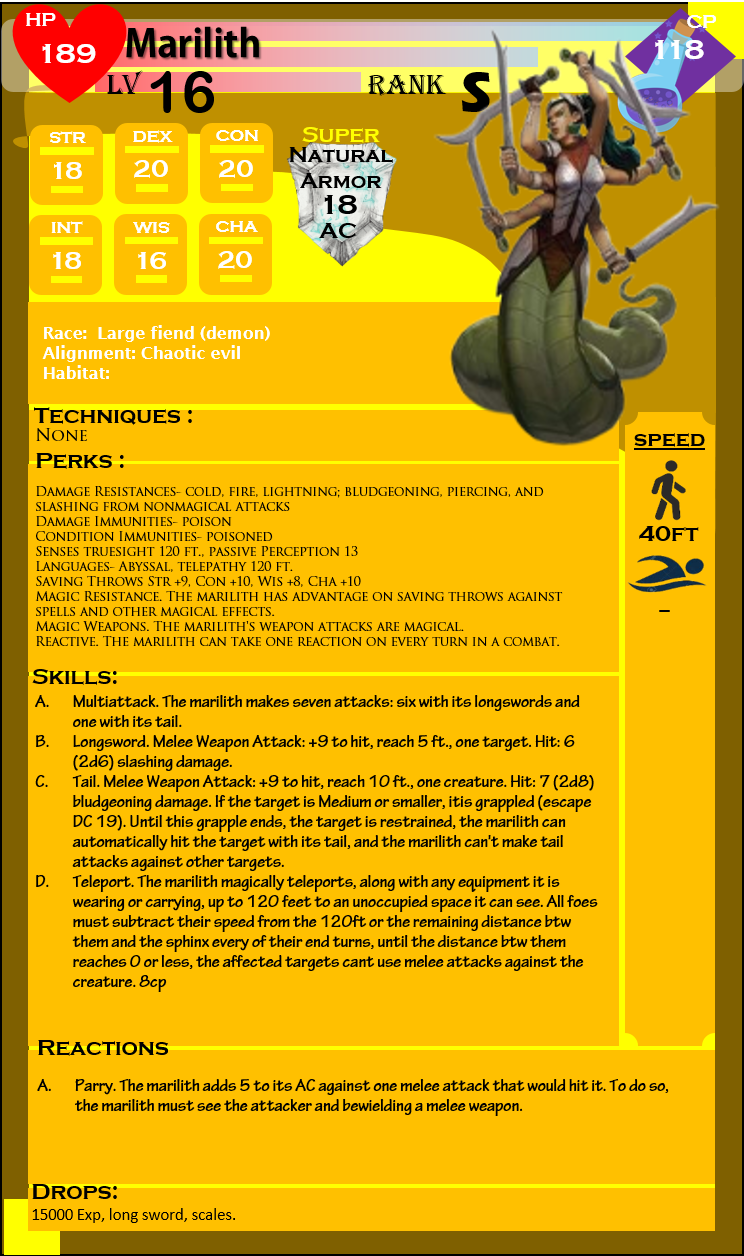 HP
189
Marilith
CP
118
LV 16
RANK S
STR
18
DEX
20
CON
20
INT
18
WIS
16
CHA
20
SUPER
NATURAL
ARMOR
18
AC
Race: Large fiend (demon)
Alignment: Chaotic evil
Habitat:
TECHNIQUES :
NONE
PERKS :
DAMAGE RESISTANCES- COLD, FIRE, LIGHTNING; BLUDGEONING, PIERCING, AND
SLASHING FROM NONMAGICAL ATTACKS
DAMAGE IMMUNITIES- POISON
CONDITION IMMUNITIES- POISONED
SENSES TRUESIGHT 120 FT., PASSIVE PERCEPTION 13
LANGUAGES- ABYSSAL, TELEPATHY 120 FT.
SAVING THROWS STR +9, CON +10, WIS +8, CHA +10
MAGIC RESISTANCE. THE MARILITH HAS ADVANTAGE ON SAVING THROWS AGAINST
SPELLS AND OTHER MAGICAL EFFECTS.
MAGIC WEAPONS. THE MARILITH'S WEAPON ATTACKS ARE MAGICAL.
REACTIVE. THE MARILITH CAN TAKE ONE REACTION ON EVERY TURN IN A COMBAT.
SPEED
40FT
–
SKILLS:
A. Multiattack. The marilith makes seven attacks: six with its longswords and
one with its tail.
B. Longsword. Melee Weapon Attack: +9 to hit, reach 5 ft., one target. Hit: 6
(2d6) slashing damage.
C. Tail. Melee Weapon Attack: +9 to hit, reach 10 ft., one creature. Hit: 7 (2d8)
bludgeoning damage. If the target is Medium or smaller, itis grappled (escape
DC 19). Until this grapple ends, the target is restrained, the marilith can
automatically hit the target with its tail, and the marilith can't make tail
attacks against other targets.
D. Teleport. The marilith magically teleports, along with any equipment it is
wearing or carrying, up to 120 feet to an unoccupied space it can see. All foes
must subtract their speed from the 120ft or the remaining distance btw
them and the sphinx every of their end turns, until the distance btw them
reaches 0 or less, the affected targets cant use melee attacks against the
creature. 8cp
REACTIONS
A. Parry. The marilith adds 5 to its AC against one melee attack that would hit it. To do so,
the marilith must see the attacker and bewielding a melee weapon.
DROPS:
15000 Exp, long sword, scales.